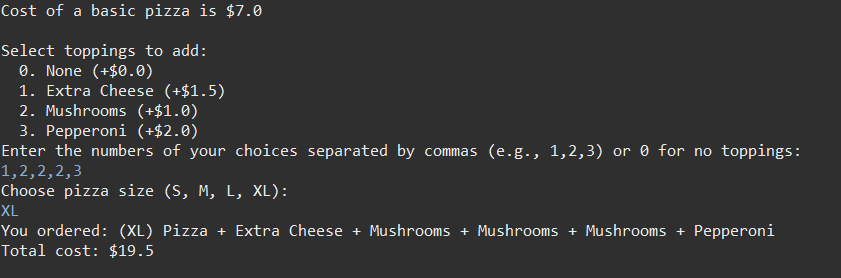 Cost of a basic pizza is $7.0
Select toppings to add:
0. None (+$0.0)
1. Extra Cheese (+$1.5)
2. Mushrooms (+$1.0)
3. Pepperoni (+$2.0)
Enter the numbers of your choices separated by commas (e.g., 1,2,3) or 0 for no toppings:
1,2,2,2,3
Choose pizza size (S, M, L, XL):
XL
You ordered: (XL) Pizza + Extra Cheese + Mushrooms + Mushrooms + Mushrooms + Pepperoni
Total cost: $19.5